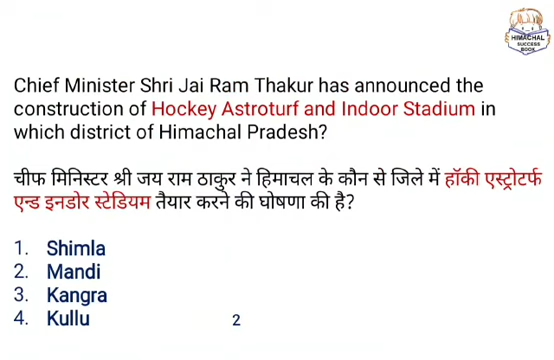 HIMACHAL
SUCCESS
BOOK
Chief Minister Shri Jai Ram Thakur has announced the
construction of Hockey Astroturf and Indoor Stadium in
which district of Himachal Pradesh?
चीफ मिनिस्टर श्री जय राम ठाकुर ने हिमाचल के कौन से जिले में हॉकी एस्ट्रोटर्फ
एन्ड इनडोर स्टेडियम तैयार करने की घोषणा की है?
1. Shimla
2. Mandi
3. Kangra
4. Kullu
2